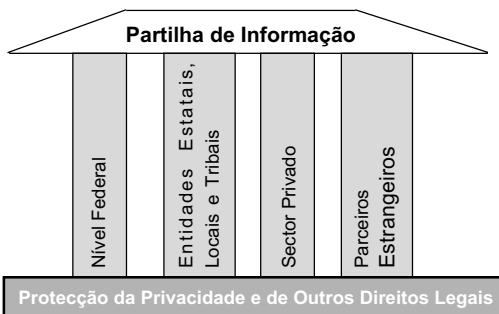 Partilha de Informação
Nível Federal
Entidades Estatais,
Locais e Tribais
Sector Privado
Parceiros
Estrangeiros
Protecção da Privacidade e de Outros Direitos Legais